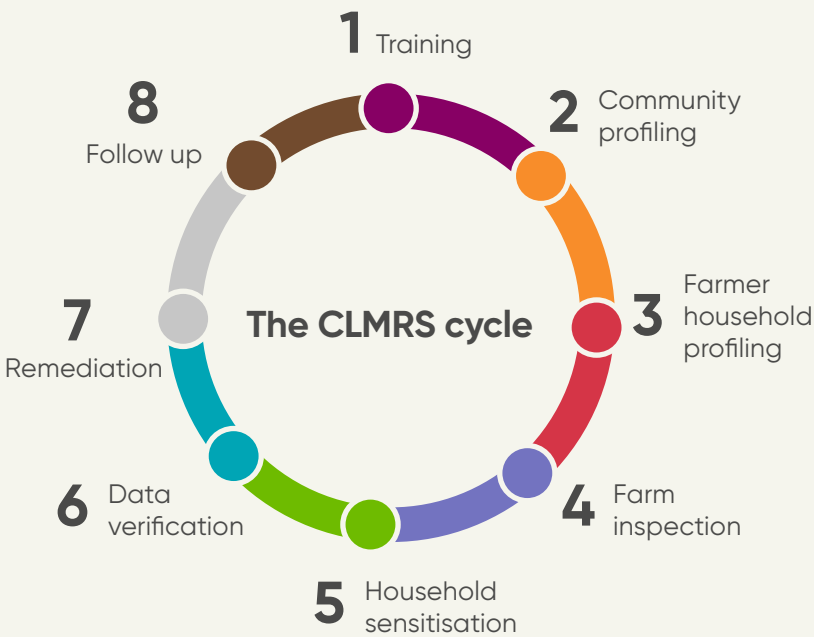 1 Training
2 Community
profiling
3 Farmer
household
profiling
4 Farm
inspection
5 Household
sensitisation
6 Data
verification
7
Remediation
8
Follow up
The CLMRS cycle